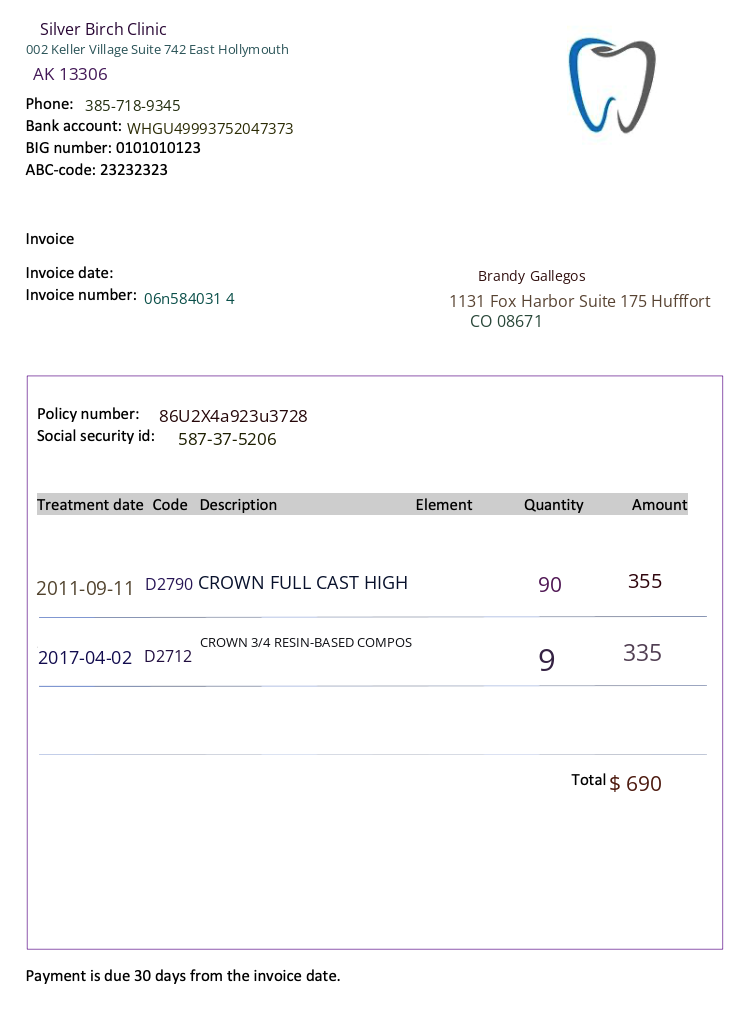 Silver Birch Clinic
002 Keller Village Suite 742 East Hollymouth
AK 13306
Phone: 385-718-9345
Bank account: WHGU49993752047373
BIG number: 0101010123
ABC-code: 23232323
Invoice
Invoice date:
Invoice number: 06n584031 4
Brandy Gallegos
1131 Fox Harbor Suite 175 Hufffort
CO 08671
Policy number: 86U2X4a923u3728
Social security id: 587-37-5206
Treatment date Code Description Element Quantity Amount
2011-09-11 D2790 CROWN FULL CAST HIGH 90 355
2017-04-02 D2712 CROWN 3/4 RESIN-BASED COMPOS 9 335
Total $ 690
Payment is due 30 days from the invoice date.